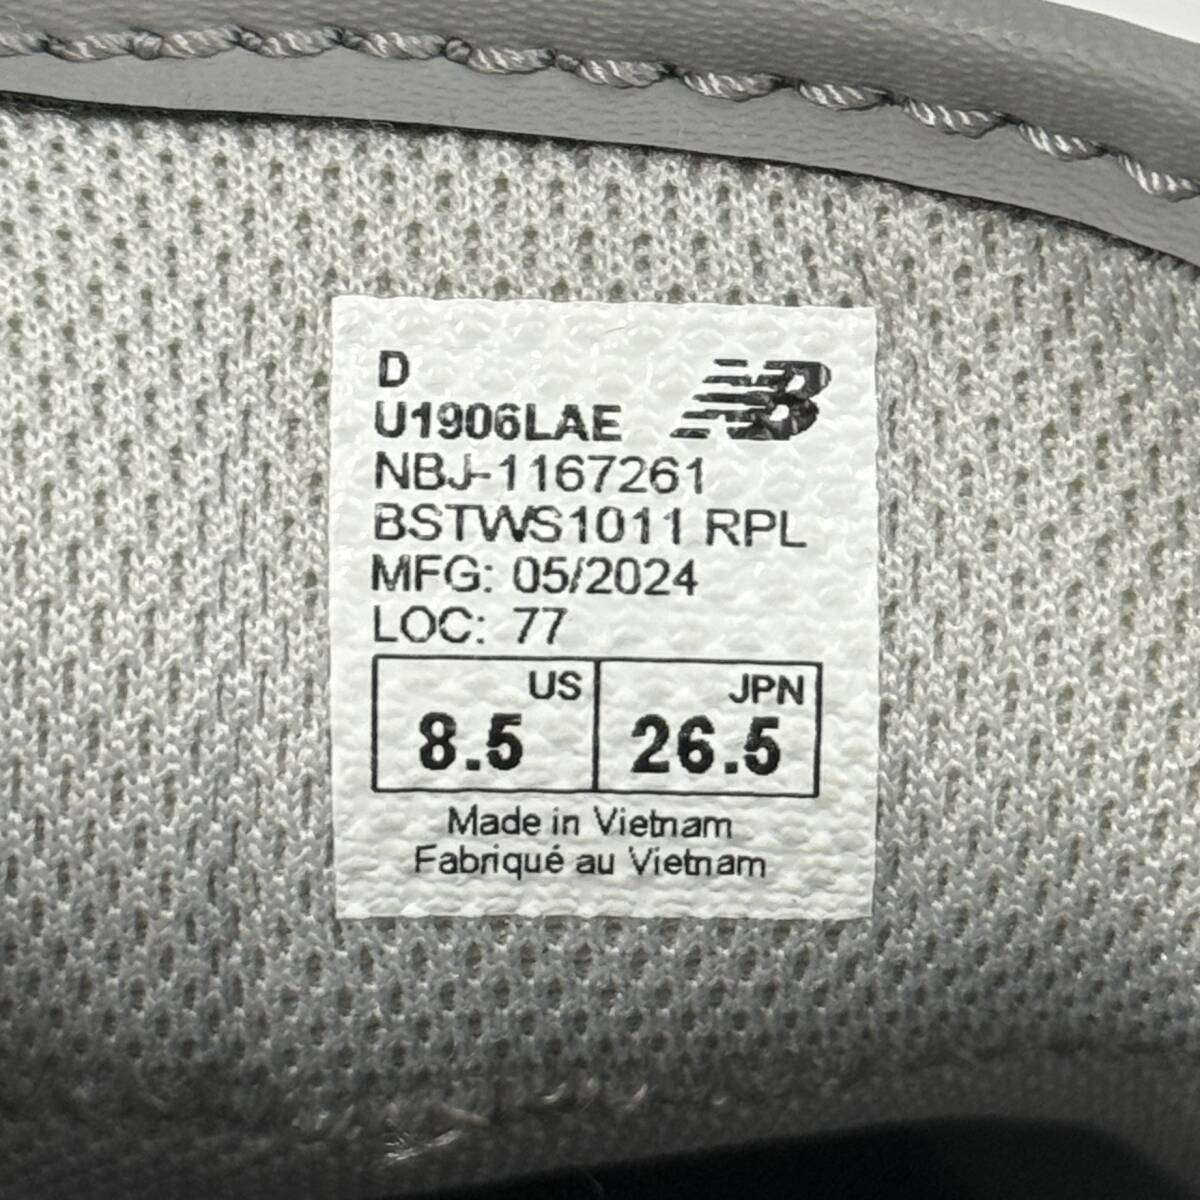 D
NB
U1906LAE
NBJ-1167261
BSTWS1011 RPL
MFG: 05/2024
LOC: 77
US JPN
8.5 26.5
Made in Vietnam
Fabriqué au Vietnam